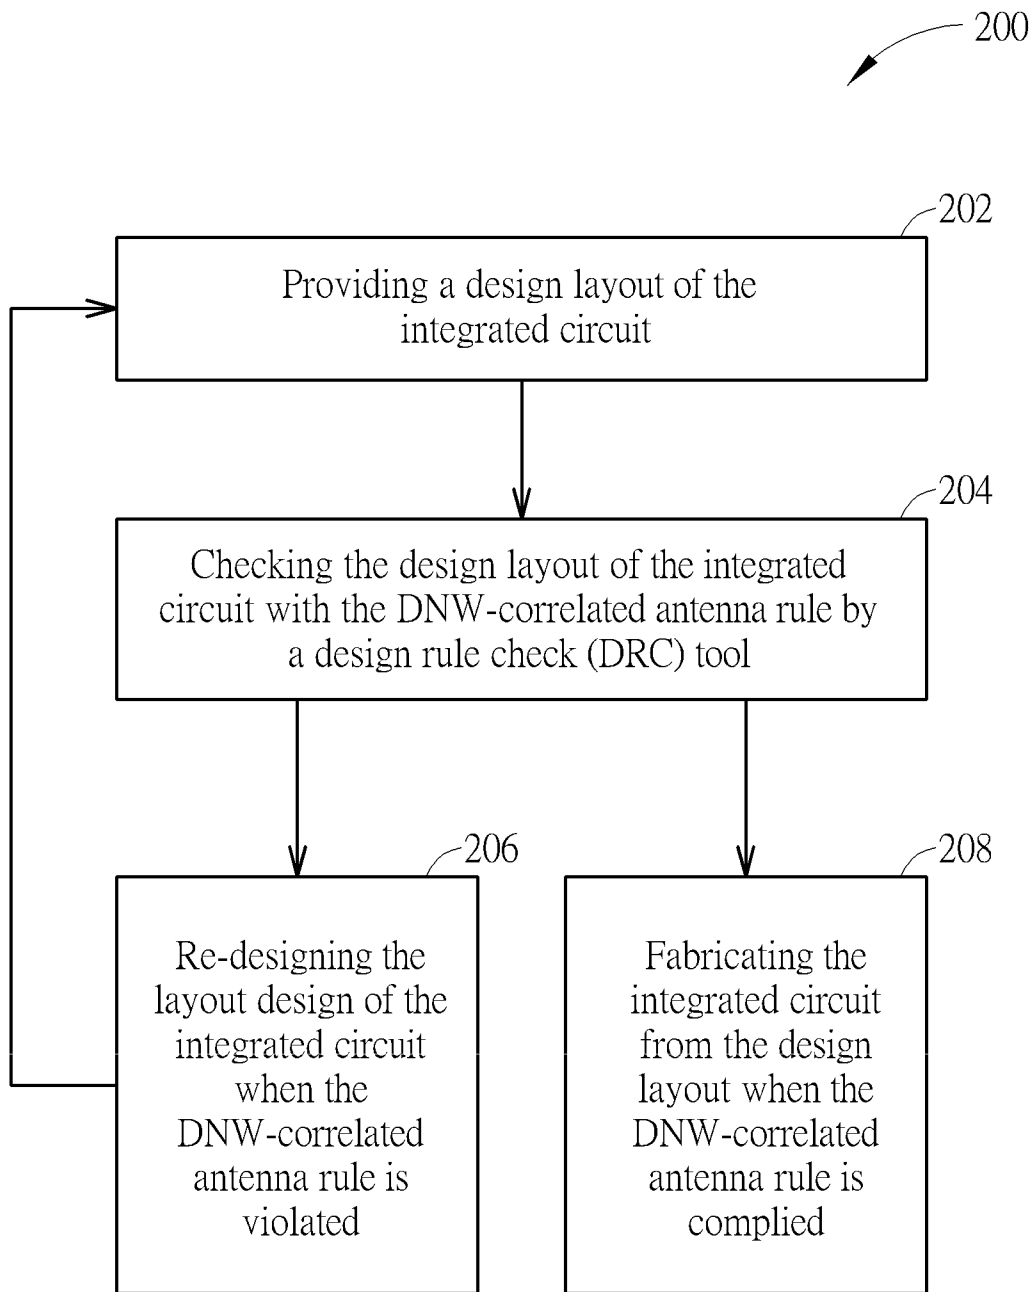 200
202
Providing a design layout of the
integrated circuit
204
Checking the design layout of the integrated
circuit with the DNW-correlated antenna rule by
a design rule check (DRC) tool
206
Re-designing the
layout design of the
integrated circuit
when the
DNW-correlated
antenna rule is
violated
208
Fabricating the
integrated circuit
from the design
layout when the
DNW-correlated
antenna rule is
complied